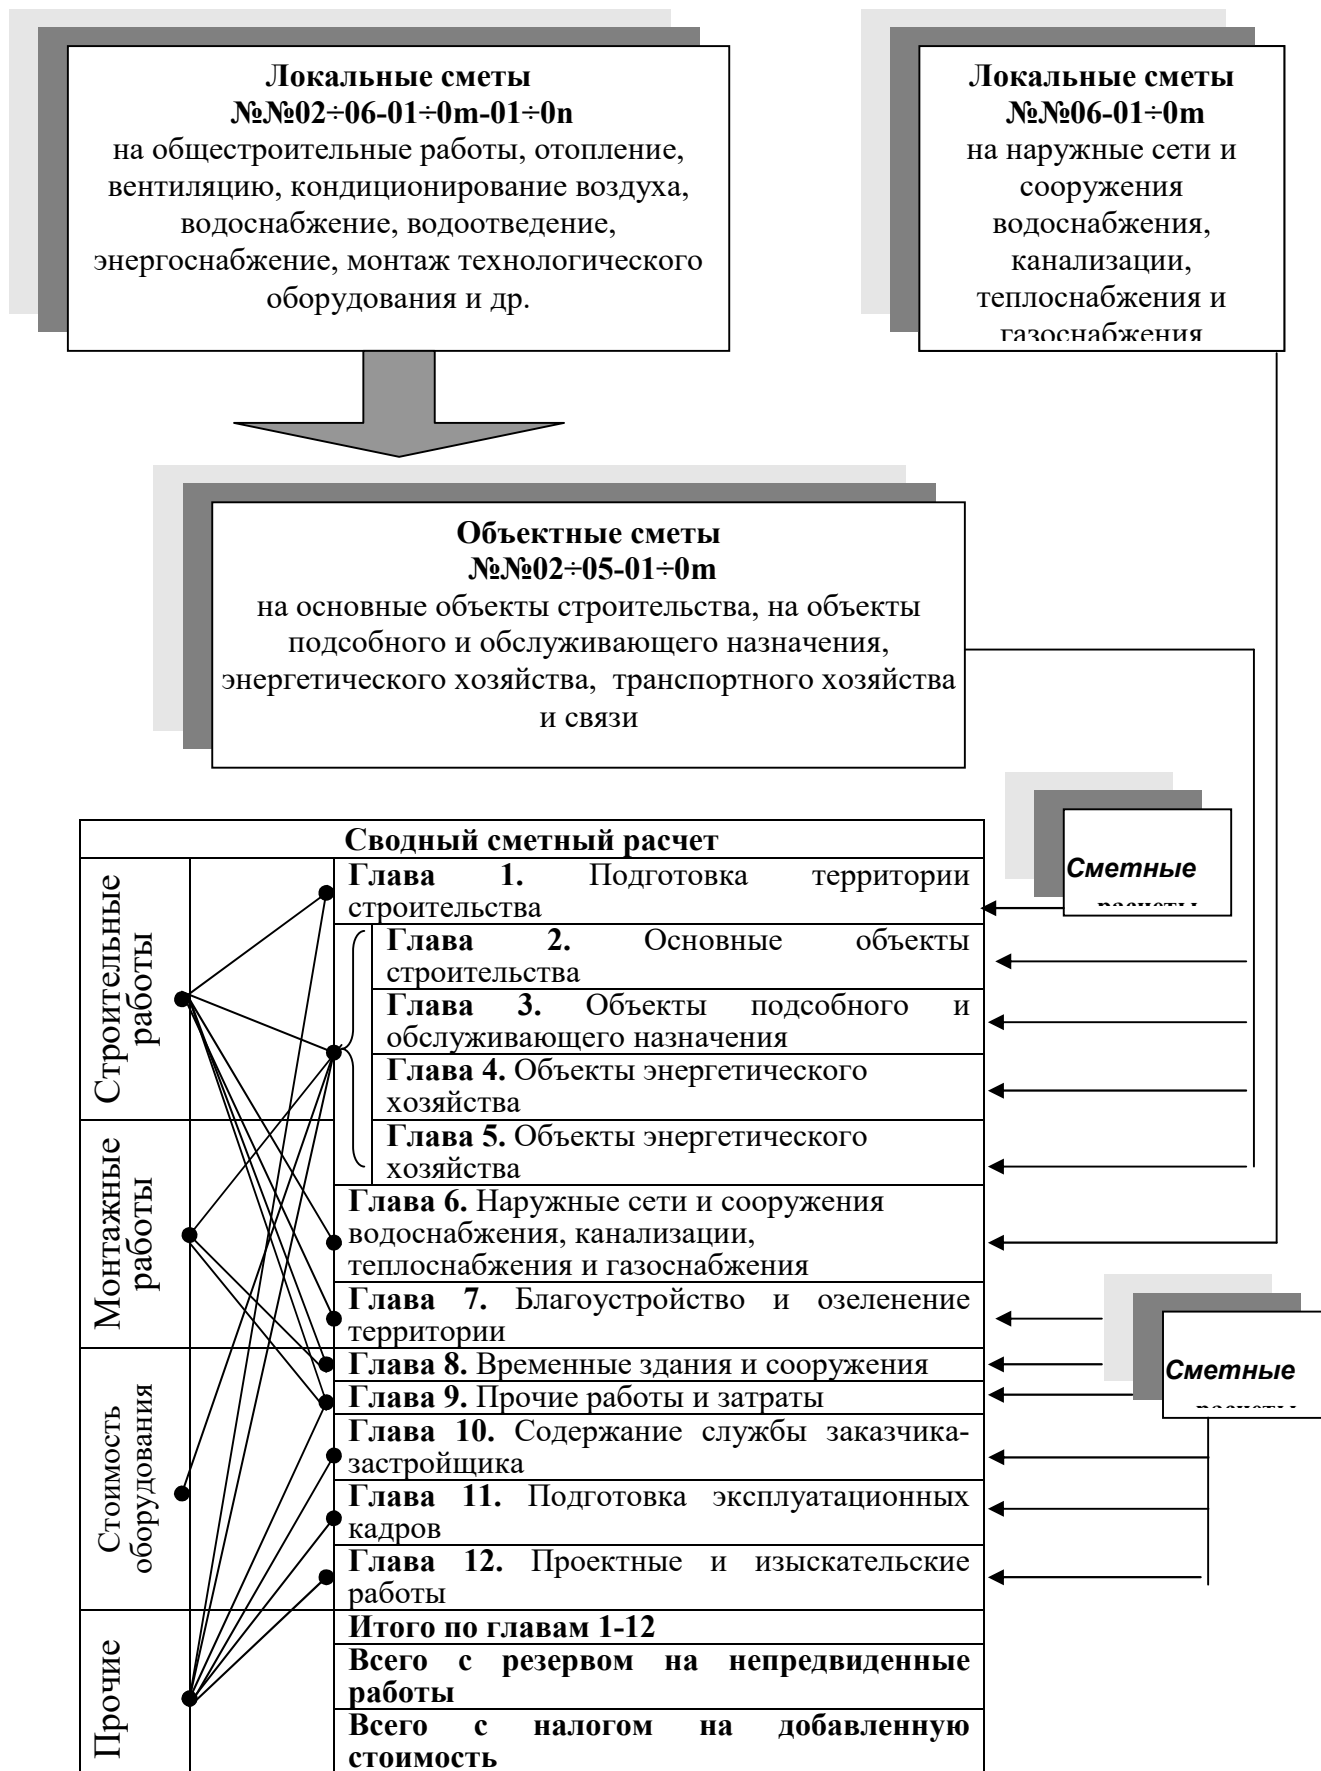 Локальные сметы
№№02÷06-01÷0m-01÷0n
на общестроительные работы, отопление,
вентиляцию, кондиционирование воздуха,
водоснабжение, водоотведение,
энергоснабжение, монтаж технологического
оборудования и др.
Локальные сметы
№№06-01÷0m
на наружные сети и
сооружения
водоснабжения,
канализации,
теплоснабжения и
газоснабжения
Объектные сметы
№№02÷05-01÷0m
на основные объекты строительства, на объекты
подсобного и обслуживающего назначения,
энергетического хозяйства, транспортного хозяйства
и связи
Сметные
расчеты
Сводный сметный расчет
Строительные
работы
Монтажные
работы
Стоимость
оборудования
Прочие
Глава 1. Подготовка территории
строительства
Глава 2. Основные объекты
строительства
Глава 3. Объекты подсобного и
обслуживающего назначения
Глава 4. Объекты энергетического
хозяйства
Глава 5. Объекты энергетического
хозяйства
Глава 6. Наружные сети и сооружения
водоснабжения, канализации,
теплоснабжения и газоснабжения
Глава 7. Благоустройство и озеленение
территории
Глава 8. Временные здания и сооружения
Глава 9. Прочие работы и затраты
Глава 10. Содержание службы заказчика-
застройщика
Глава 11. Подготовка эксплуатационных
кадров
Глава 12. Проектные и изыскательские
работы
Итого по главам 1-12
Всего с резервом на непредвиденные
работы
Всего с налогом на добавленную
стоимость
Сметные
расчеты